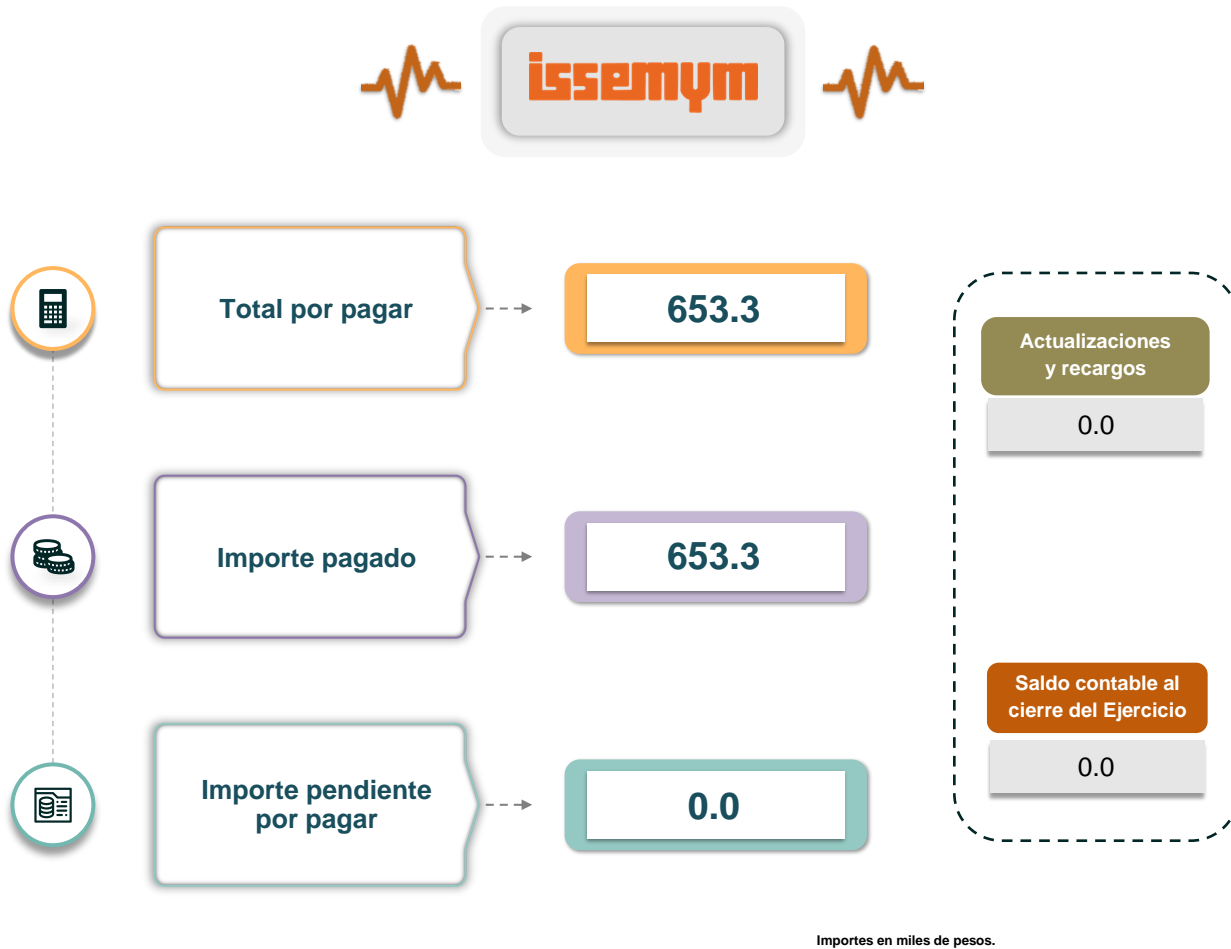 issemym
Total por pagar
653.3
Actualizaciones
y recargos
0.0
Importe pagado
653.3
Saldo contable al
cierre del Ejercicio
0.0
Importe pendiente
por pagar
0.0
Importes en miles de pesos.